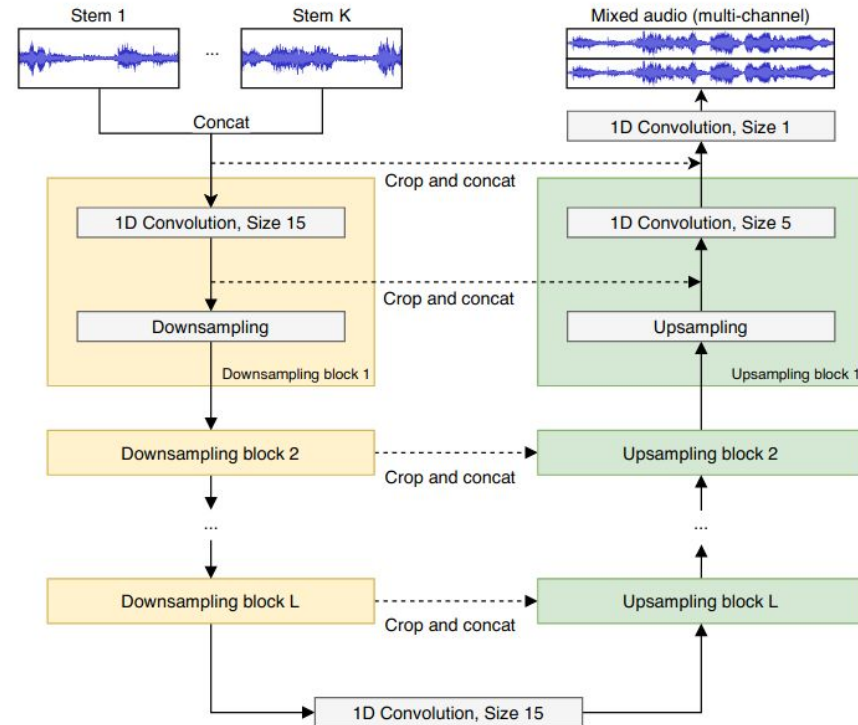 Stem 1
...
Stem K
Mixed audio (multi-channel)
Concat
1D Convolution, Size 1
Crop and concat
1D Convolution, Size 15
1D Convolution, Size 5
Crop and concat
Downsampling
Upsampling
Downsampling block 1
Upsampling block 1
Downsampling block 2
Upsampling block 2
Crop and concat
...
...
Downsampling block L
Upsampling block L
Crop and concat
1D Convolution, Size 15